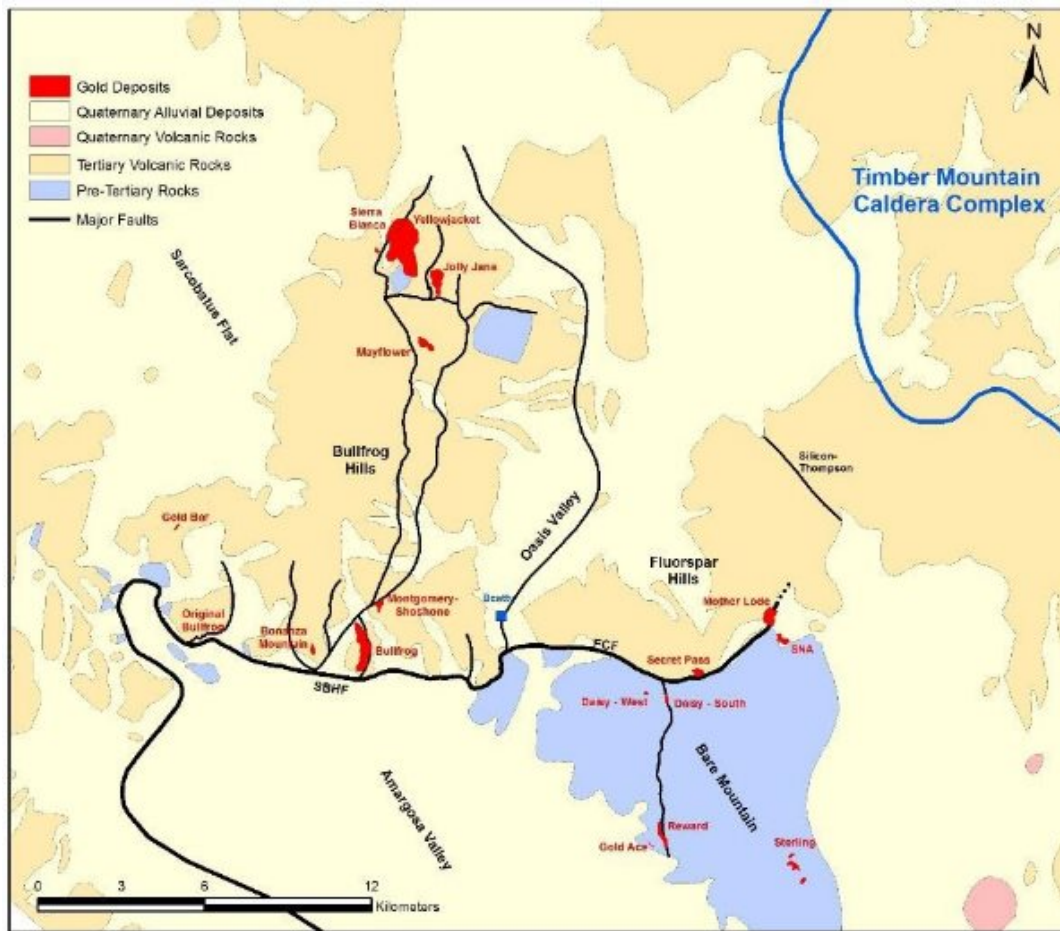 N
Gold Deposits
Quaternary Alluvial Deposits
Quaternary Volcanic Rocks
Tertiary Volcanic Rocks
Pre-Tertiary Rocks
Major Faults
Timber Mountain
Caldera Complex
Sierra
Blanca
Yellowjacket
Jolly Jane
Sarcobatus Flat
Mayflower
Bullfrog
Hills
Silicon-
Thompson
Gold Bar
Oasis Valley
Fluorspar
Hills
Beatty
Mother Lode
Montgomery-
Shoshone
Original
Bullfrog
Bonanza
Mountain
Bullfrog
SNA
FCF
Secret Pass
SBHF
Daisy - West
Daisy - South
Bare Mountain
Amargosa Valley
Reward
Gold Ace
Sterling
0 3 6 12
Kilometers